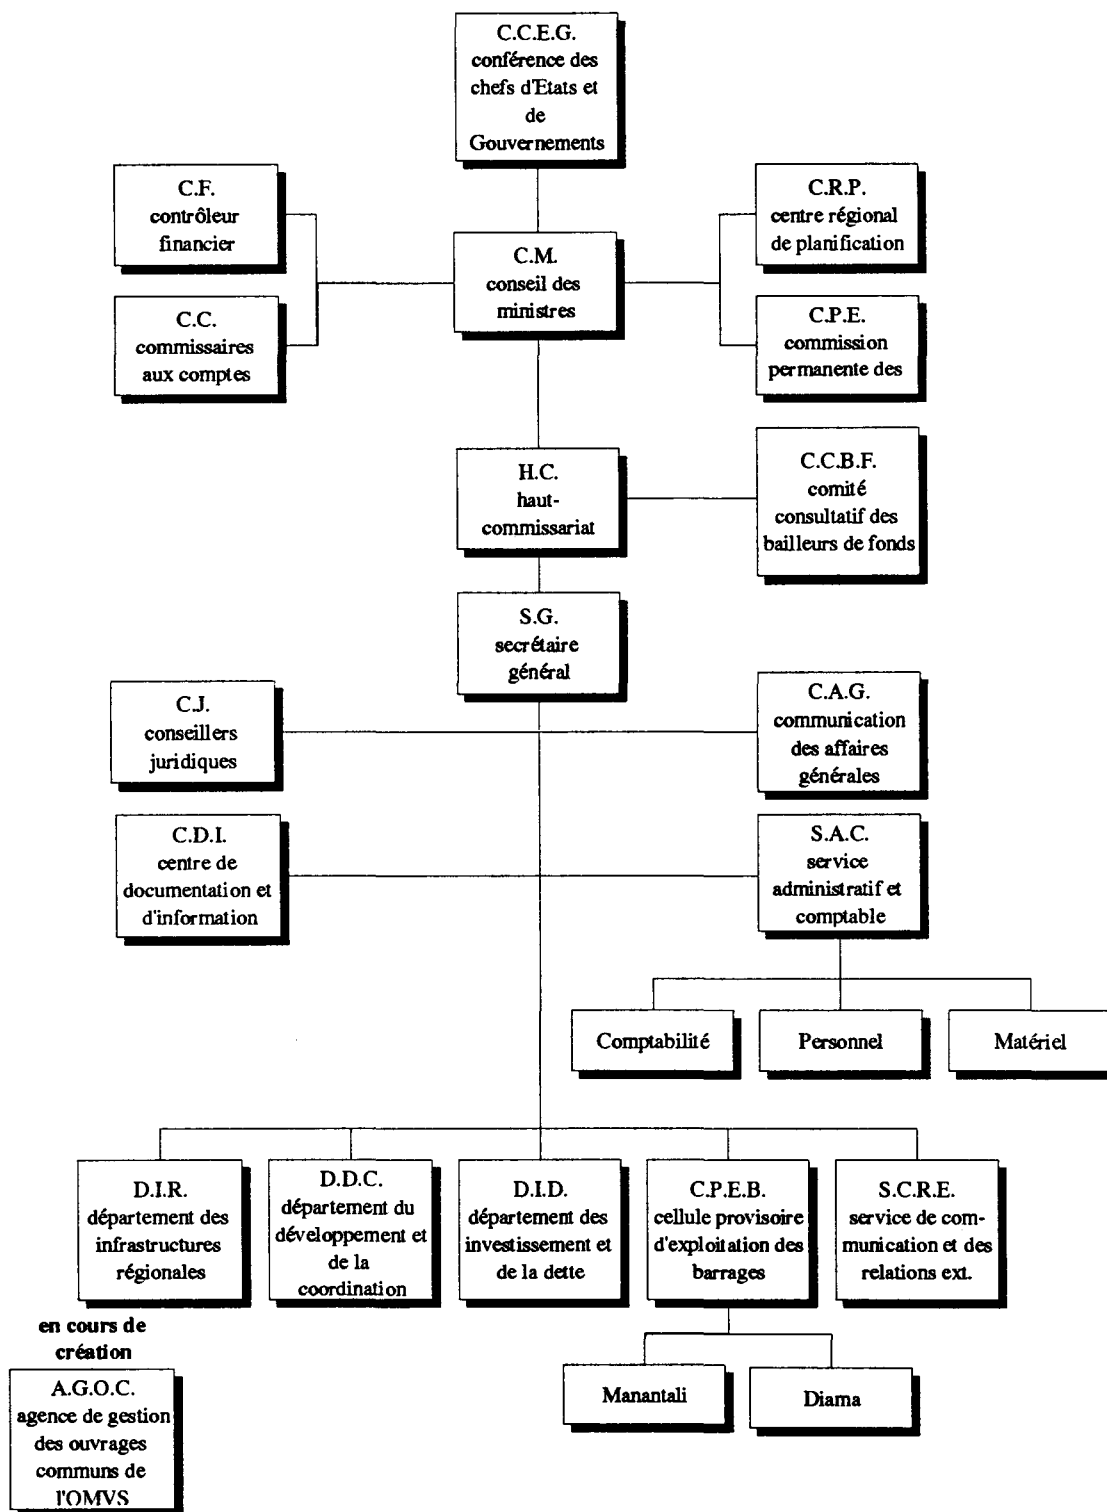 C.C.E.G.
conférence des
chefs d'Etats et
de
Gouvernements
C.F.
contrôleur
financier
C.R.P.
centre régional
de planification
C.M.
conseil des
ministres
C.C.
commissaires
aux comptes
C.P.E.
commission
permanente des
H.C.
haut-
commissariat
C.C.B.F.
comité
consultatif des
bailleurs de fonds
S.G.
secrétaire
général
C.J.
conseillers
juridiques
C.A.G.
communication
des affaires
générales
C.D.I.
centre de
documentation et
d'information
S.A.C.
service
administratif et
comptable
Comptabilité
Personnel
Matériel
D.I.R.
département des
infrastructures
régionales
D.D.C.
département du
développement et
de la
coordination
D.I.D.
département des
investissement et
de la dette
C.P.E.B.
cellule provisoire
d'exploitation des
barrages
S.C.R.E.
service de com-
munication et des
relations ext.
en cours de
création
A.G.O.C.
agence de gestion
des ouvrages
communs de
l'OMVS
Manantali
Diama